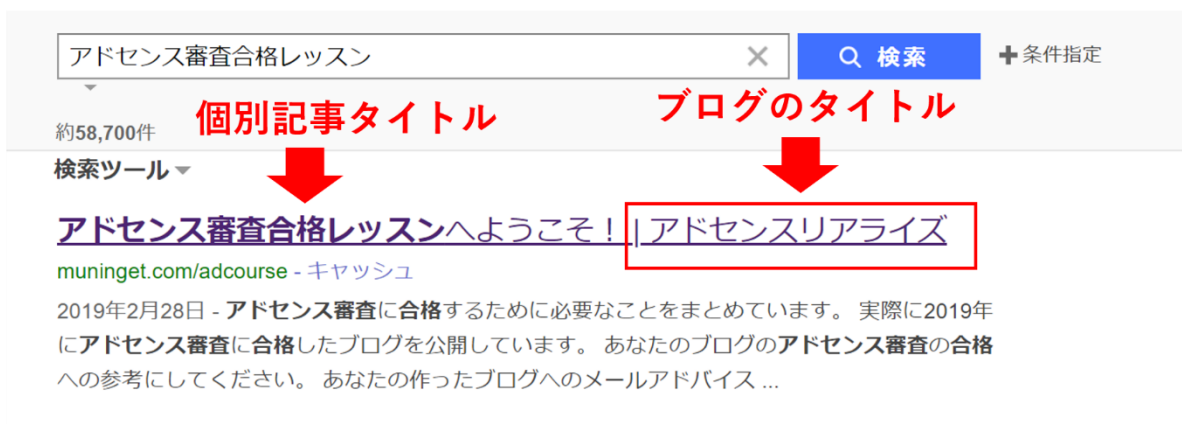 アドセンス審査合格レッスン
検索
条件指定
個別記事タイトル
ブログのタイトル
約58,700件
検索ツール
アドセンス審査合格レッスンへようこそ！ | アドセンスリアライズ
muninget.com/adcourse - キャッシュ
2019年2月28日 - アドセンス審査に合格するために必要なことをまとめています。 実際に2019年
にアドセンス審査に合格したブログを公開しています。 あなたのブログのアドセンス審査の合格
への参考にしてください。 あなたの作ったブログへのメールアドバイス ...